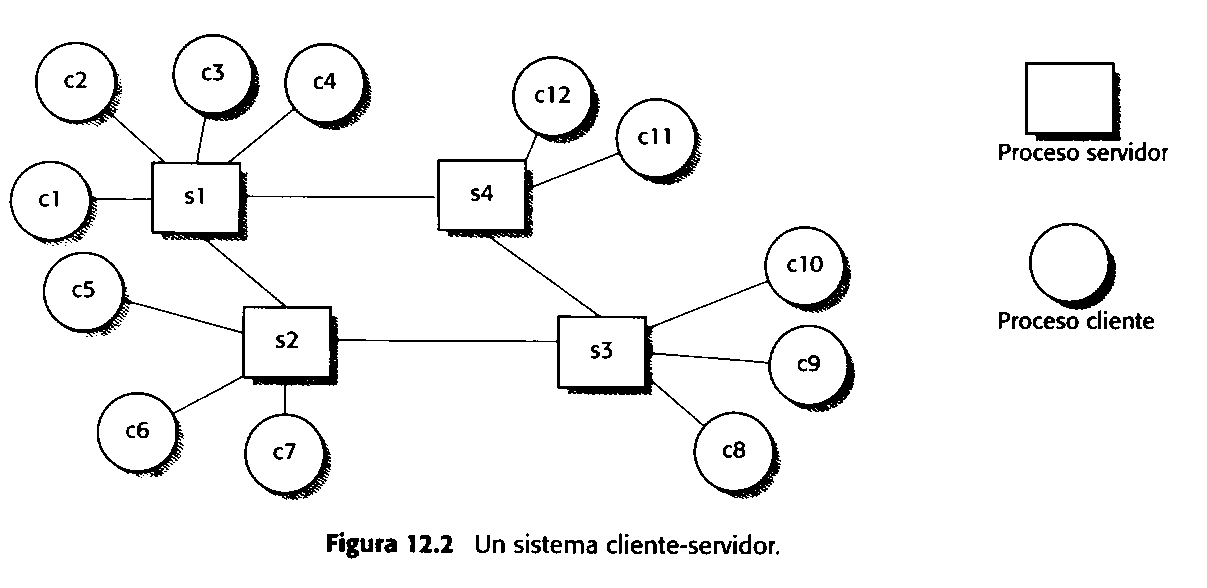 c2
c3
c4
c12
c11
c1
s1
s4
Proceso servidor
c5
c10
s2
s3
c9
c6
c7
c8
Proceso cliente
Figura 12.2 Un sistema cliente-servidor.